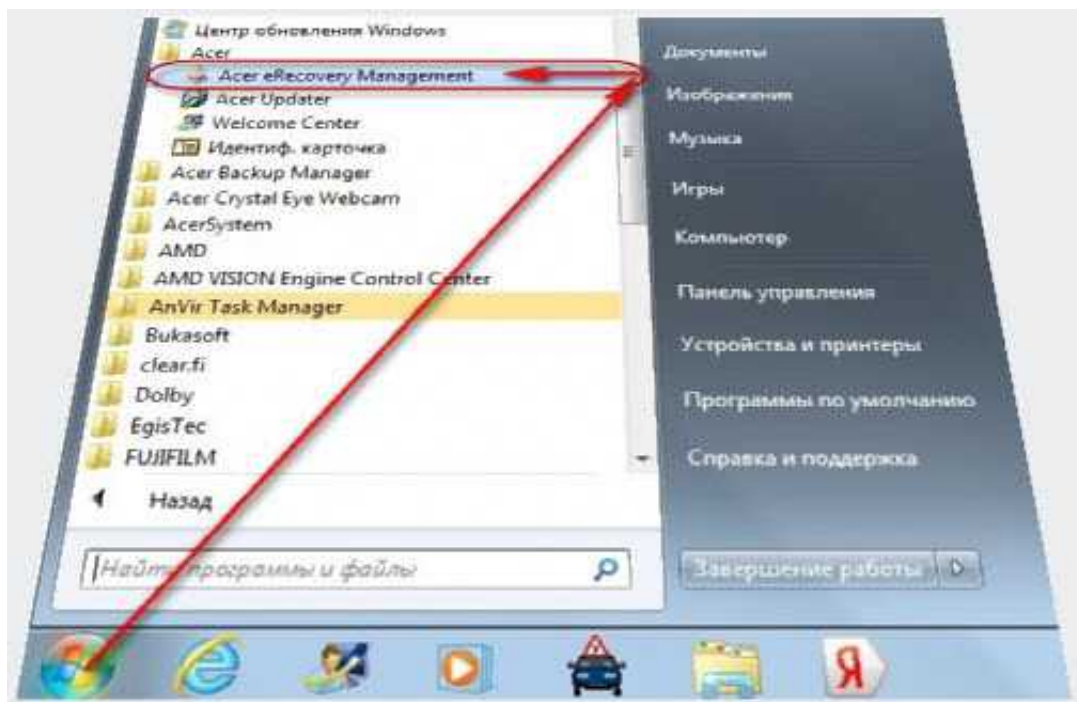 Центр обновления Windows
Acer
Acer eRecovery Management
Acer Updater
Welcome Center
Идентиф. карточка
Acer Backup Manager
Acer Crystal Eye Webcam
AcerSystem
AMD
AMD VISION Engine Control Center
AnVir Task Manager
Bukasoft
clear.fi
Dolby
EgisTec
FUJIFILM
Назад
Найти программы и файлы
Документы
Изображения
Музыка
Игры
Компьютер
Панель управления
Устройства и принтеры
Программы по умолчанию
Справка и поддержка
Завершение работы
Я